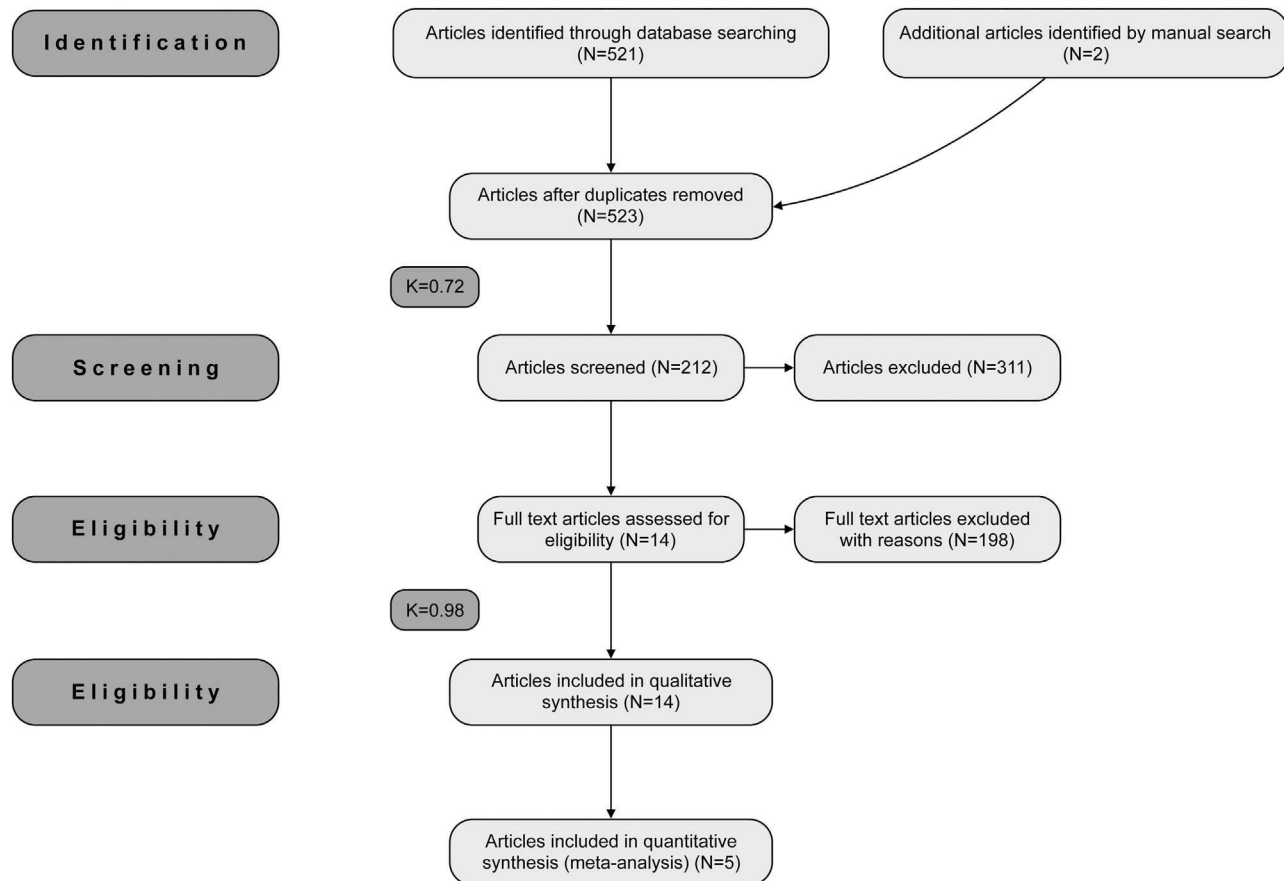 Identification
Articles identified through database searching
(N=521)
Additional articles identified by manual search
(N=2)
Articles after duplicates removed
(N=523)
K=0.72
Screening
Articles screened (N=212)
Articles excluded (N=311)
Eligibility
Full text articles assessed for
eligibility (N=14)
Full text articles excluded
with reasons (N=198)
K=0.98
Eligibility
Articles included in qualitative
synthesis (N=14)
Articles included in quantitative
synthesis (meta-analysis) (N=5)